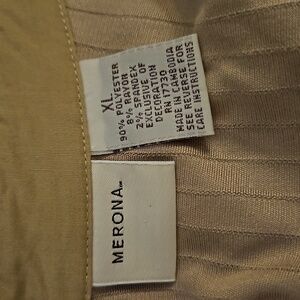 XL
90% POLYESTER
8% RAYON
2% SPANDEX
EXCLUSIVE OF
DECORATION
RN 17730
MADE IN CAMBODIA
SEE REVERSE FOR
CARE INSTRUCTIONS
MERONA™